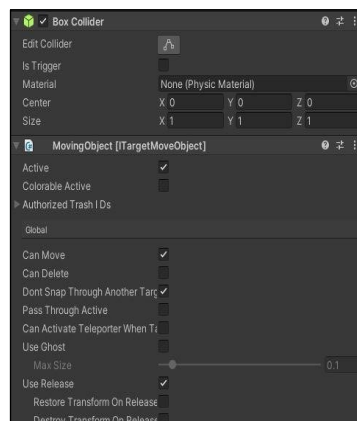 Box Collider
Edit Collider
Is Trigger
Material None (Physic Material)
Center X 0 Y 0 Z 0
Size X 1 Y 1 Z 1
MovingObject [ITargetMoveObject]
Active
Colorable Active
Authorized Trash I Ds
Global
Can Move
Can Delete
Dont Snap Through Another Targ
Pass Through Active
Can Activate Teleporter When Ta
Use Ghost
Max Size 0.1
Use Release
Restore Transform On Release
Destroy Transform On Release